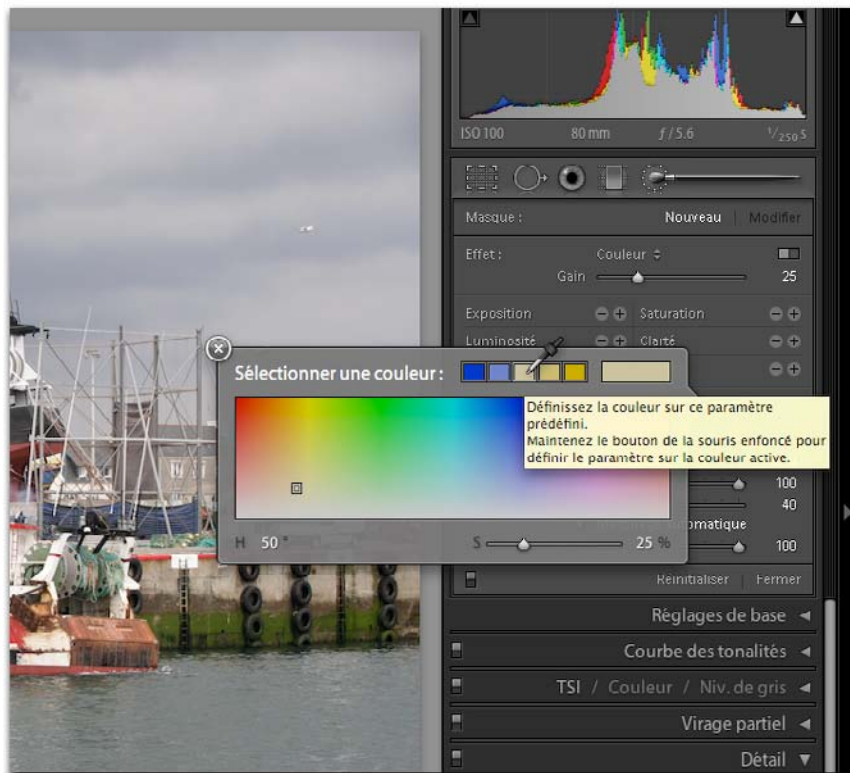 ISO 100 80 mm ƒ / 5.6 1/250 s
Masque : Nouveau | Modifier
Effet : Couleur
Gain 25
Exposition Saturation
Luminosité Clarté
Sélectionner une couleur :
Définissez la couleur sur ce paramètre
prédéfini.
Maintenez le bouton de la souris enfoncé pour
définir le paramètre sur la couleur active.
100
40
H 50 ° S 25 %
100
Réinitialiser | Fermer
Réglages de base
Courbe des tonalités
TSI / Couleur / Niv. de gris
Virage partiel
Détail